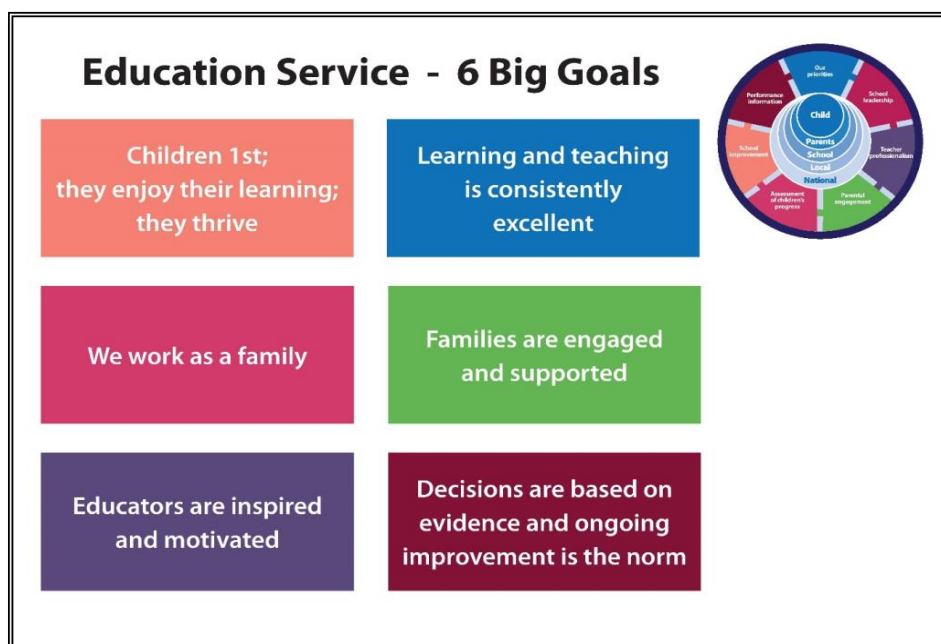 Education Service - 6 Big Goals
Children 1st;
they enjoy their learning;
they thrive
Learning and teaching
is consistently
excellent
We work as a family
Families are engaged
and supported
Educators are inspired
and motivated
Decisions are based on
evidence and ongoing
improvement is the norm
Our
priorities
School
leadership
Teacher
professionalism
Parental
engagement
Assessment
of children's
progress
School
improvement
Performance
information
Child
Parents
School
Local
National